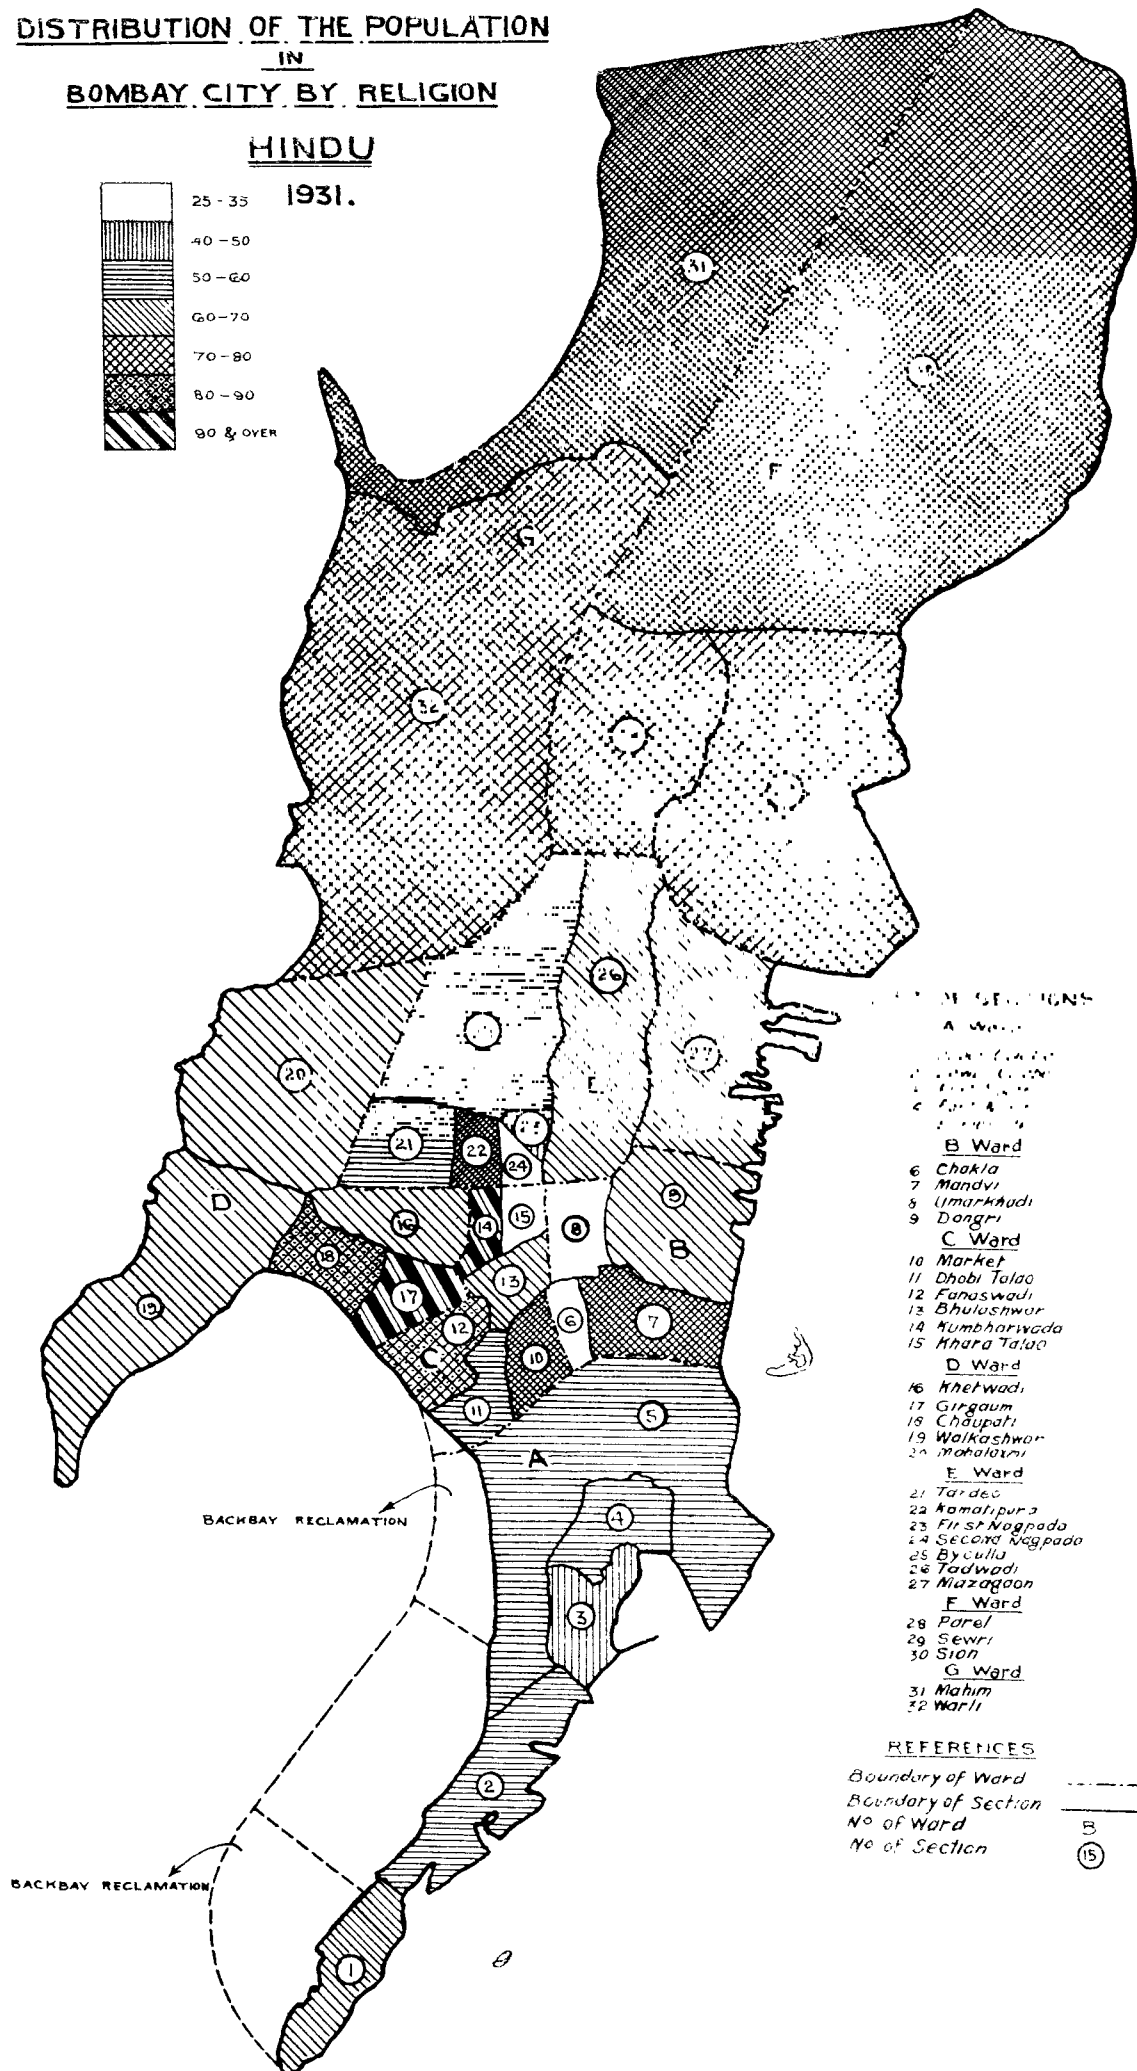 DISTRIBUTION OF THE POPULATION
IN
BOMBAY CITY BY RELIGION
HINDU
1931.
25-35
40-50
50-60
60-70
70-80
80-90
90 & OVER
31
F
G
32
26
20
27
E
21
22
24
9
D
16
14
15
8
B
18
13
19
17
12
6
7
C
10
11
5
A
4
3
2
1
BACKBAY RECLAMATION
BACKBAY RECLAMATION
OF SECTIONS
A Ward
B Ward
6 Chakla
7 Mandvi
8 Umarkhadi
9 Dongri
C Ward
10 Market
11 Dhobi Talao
12 Fanaswadi
13 Bhuleshwar
14 Kumbharwada
15 Khara Talao
D Ward
16 Khetwadi
17 Girgaum
18 Chaupati
19 Walkashwar
20 Mahalaxmi
E Ward
21 Tardeo
22 Kamatipura
23 First Nagpada
24 Second Nagpada
25 Byculla
26 Tadwadi
27 Mazagaon
F Ward
28 Parel
29 Sewri
30 Sion
G Ward
31 Mahim
32 Warli
REFERENCES
Boundary of Ward
Boundary of Section
No of Ward B
No of Section 15